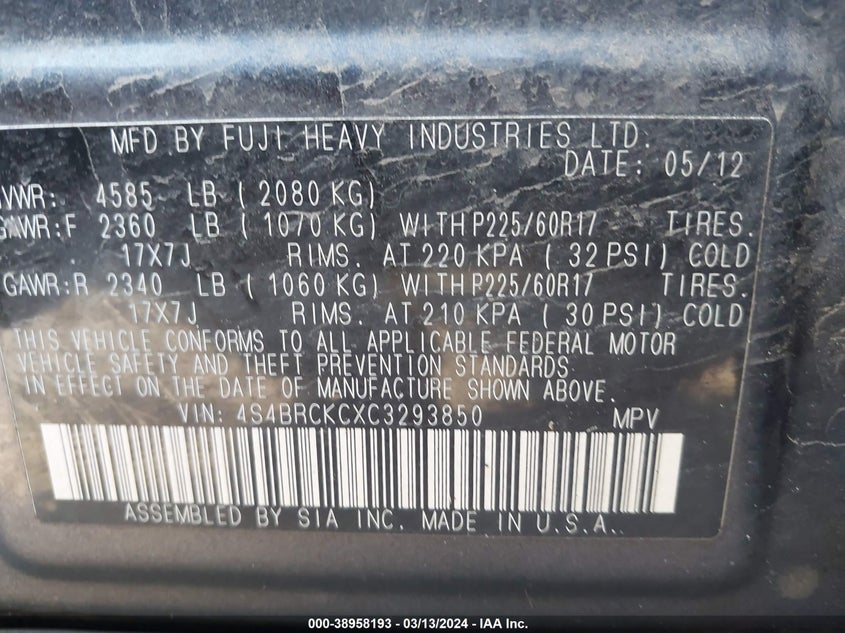 MFD.BY FUJI HEAVY INDUSTRIES LTD.
DATE: 05/12
VWR: 4585 LB ( 2080 KG)
GAWR:F 2360 LB ( 1070 KG) WITH P225/60R17 TIRES.
17X7J RIMS. AT 220 KPA ( 32 PSI) COLD
GAWR:R 2340 LB ( 1060 KG) WITH P225/60R17 TIRES.
17X7J RIMS. AT 210 KPA ( 30 PSI) COLD
THIS VEHICLE CONFORMS TO ALL APPLICABLE FEDERAL MOTOR
VEHICLE SAFETY AND THEFT PREVENTION STANDARDS
IN EFFECT ON THE DATE OF MANUFACTURE SHOWN ABOVE.
VIN: 4S4BRCKCXC3293850 MPV
ASSEMBLED BY SIA INC. MADE IN U.S.A.
000-38958193 - 03/13/2024 - IAA Inc.